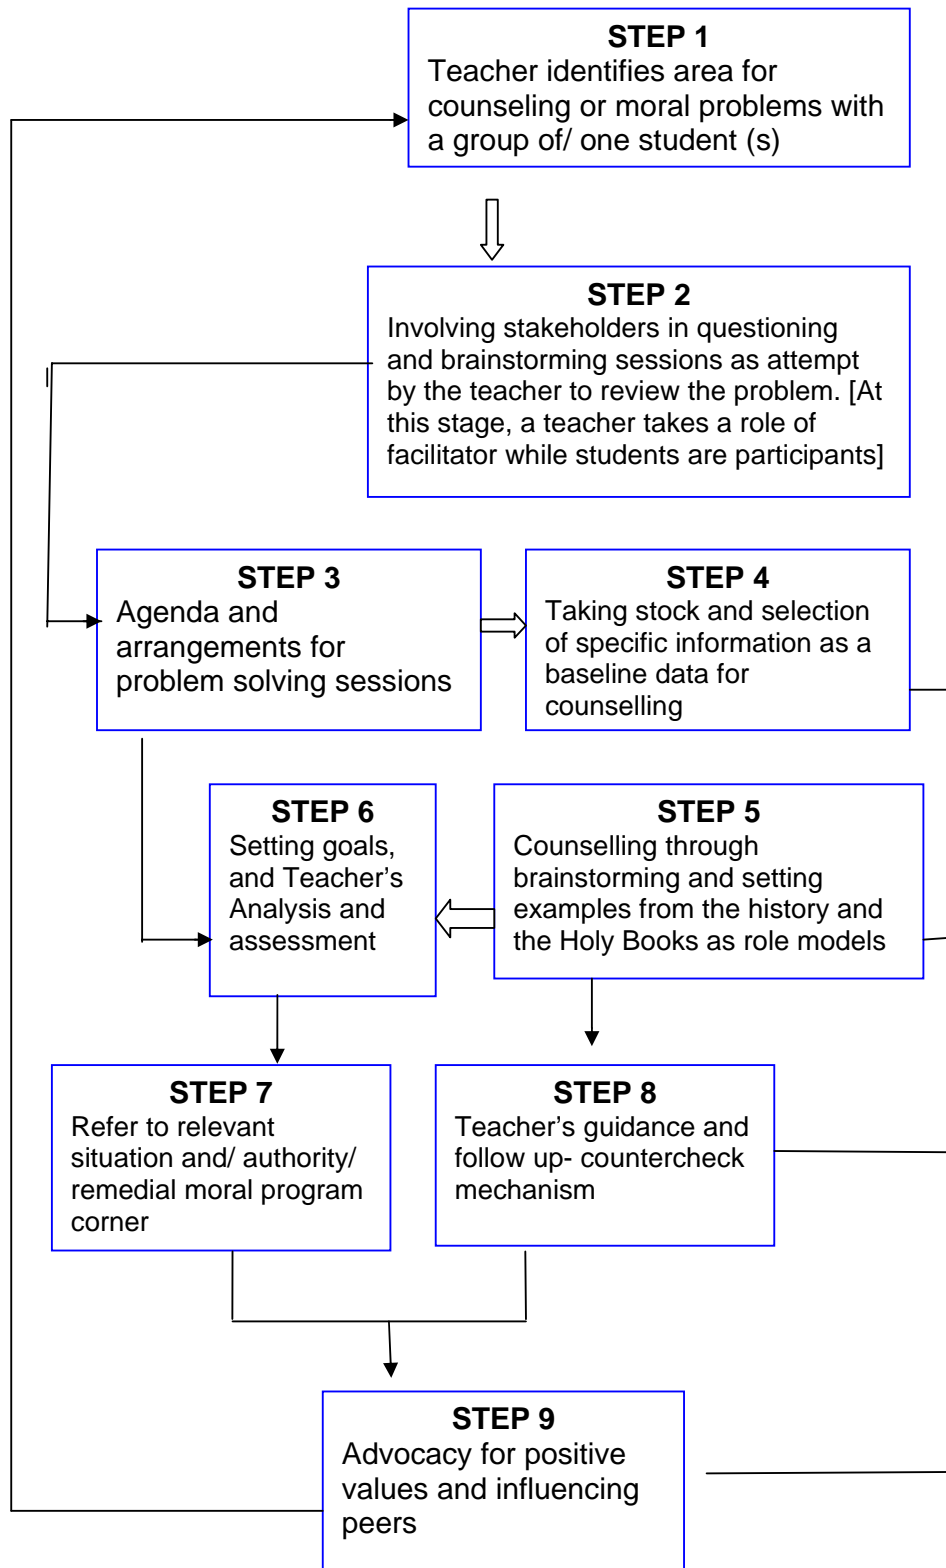 STEP 1
Teacher identifies area for
counseling or moral problems with
a group of/ one student (s)
STEP 2
Involving stakeholders in questioning
and brainstorming sessions as attempt
by the teacher to review the problem. [At
this stage, a teacher takes a role of
facilitator while students are participants]
STEP 3
Agenda and
arrangements for
problem solving sessions
STEP 4
Taking stock and selection
of specific information as a
baseline data for
counselling
STEP 6
Setting goals,
and Teacher's
Analysis and
assessment
STEP 5
Counselling through
brainstorming and setting
examples from the history and
the Holy Books as role models
STEP 7
Refer to relevant
situation and/ authority/
remedial moral program
corner
STEP 8
Teacher's guidance and
follow up- countercheck
mechanism
STEP 9
Advocacy for positive
values and influencing
peers